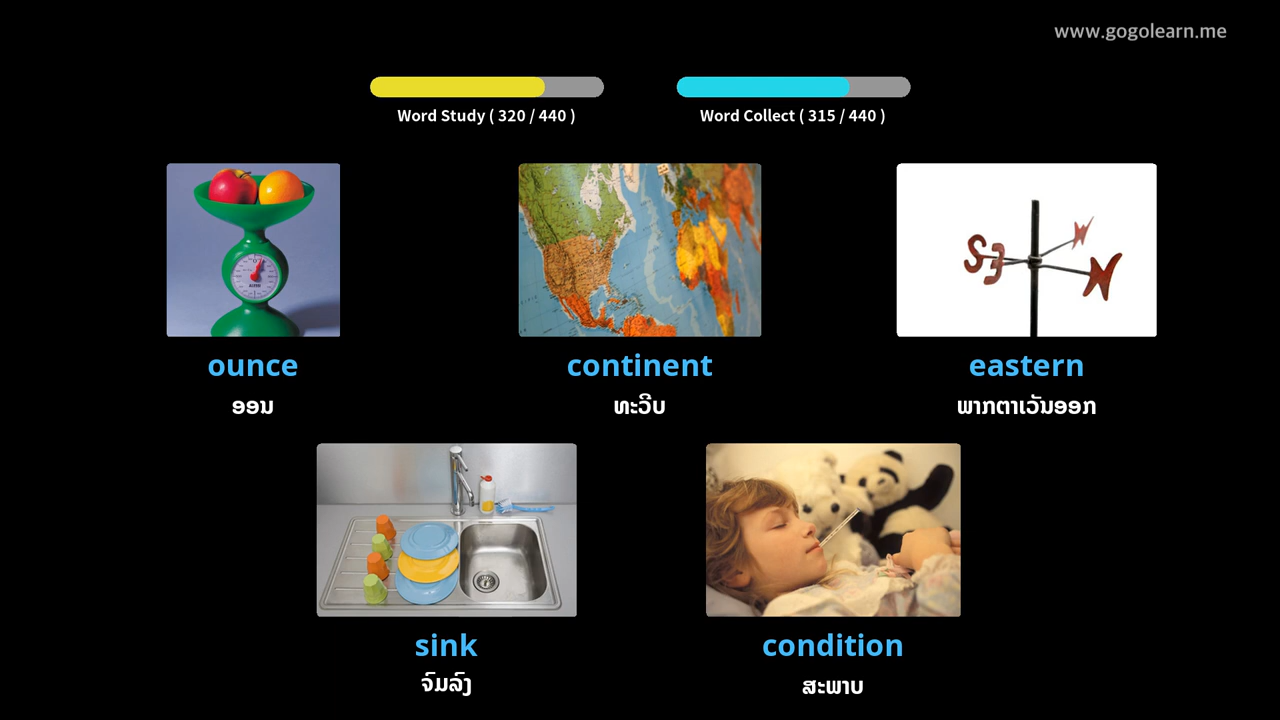 www.gogolearn.me
Word Study ( 320 / 440 )
Word Collect ( 315 / 440 )
ounce
ອອນ
continent
ທະວີບ
eastern
ພາກຕາເວັນອອກ
sink
ຈົມລົງ
condition
ສະພາບ